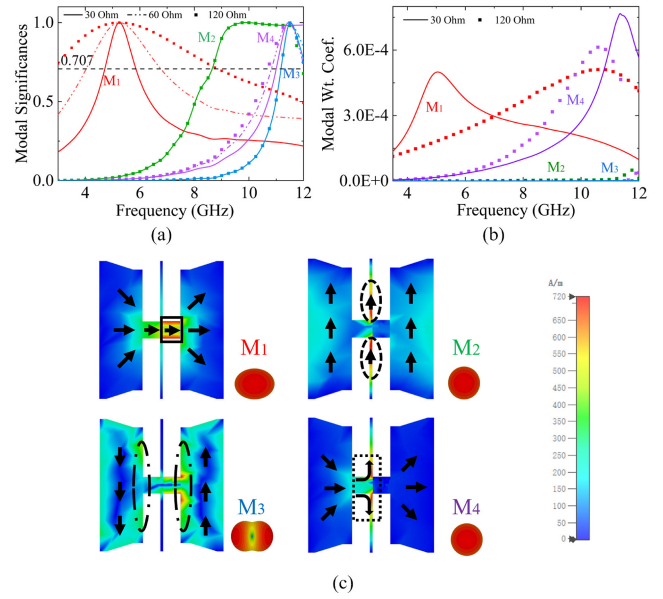 30 Ohm 60 Ohm 120 Ohm
1.0
M2
M4
0.707
M3
0.5
M1
0.0
4 6 8 10 12
Frequency (GHz)
Modal Significances
(a)
30 Ohm 120 Ohm
6.0E-4
M1
M4
3.0E-4
M2
M3
0.0E+0
4 6 8 10 12
Frequency (GHz)
Modal Wt. Coef.
(b)
M1
M2
M3
M4
A/m
720
650
600
550
500
450
400
350
300
250
200
150
100
50
0
(c)